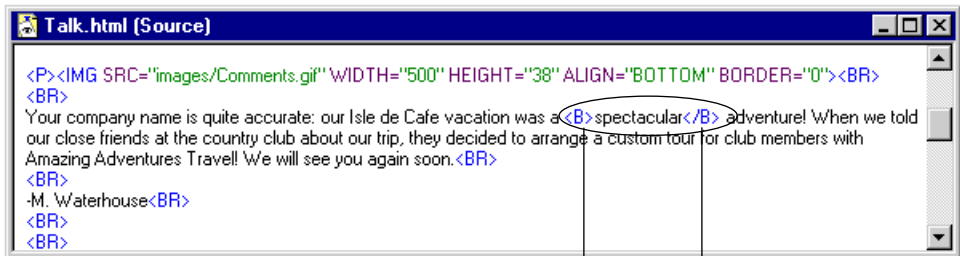 Talk.html (Source)
<P><IMG SRC="images/Comments.gif" WIDTH="500" HEIGHT="38" ALIGN="BOTTOM" BORDER="0"><BR>
<BR>
Your company name is quite accurate: our Isle de Cafe vacation was a <B>spectacular</B> adventure! When we told
our close friends at the country club about our trip, they decided to arrange a custom tour for club members with
Amazing Adventures Travel! We will see you again soon.<BR>
<BR>
-M. Waterhouse<BR>
<BR>
<BR>